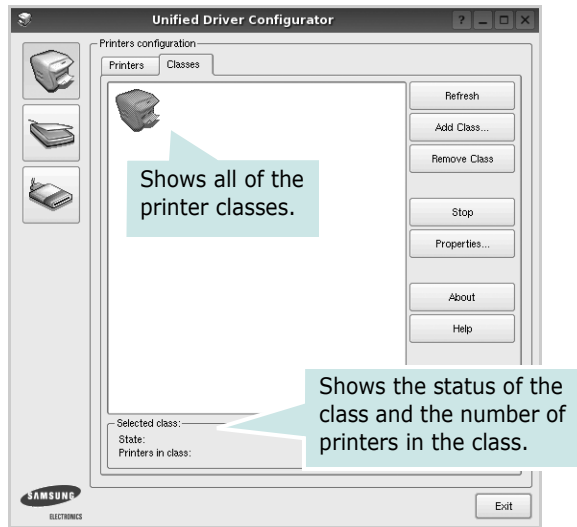 Unified Driver Configurator
Printers configuration
Printers Classes
Refresh
Add Class...
Remove Class
Shows all of the
printer classes.
Stop
Properties...
About
Help
Shows the status of the
class and the number of
printers in the class.
Selected class:
State:
Printers in class:
SAMSUNG
ELECTRONICS
Exit